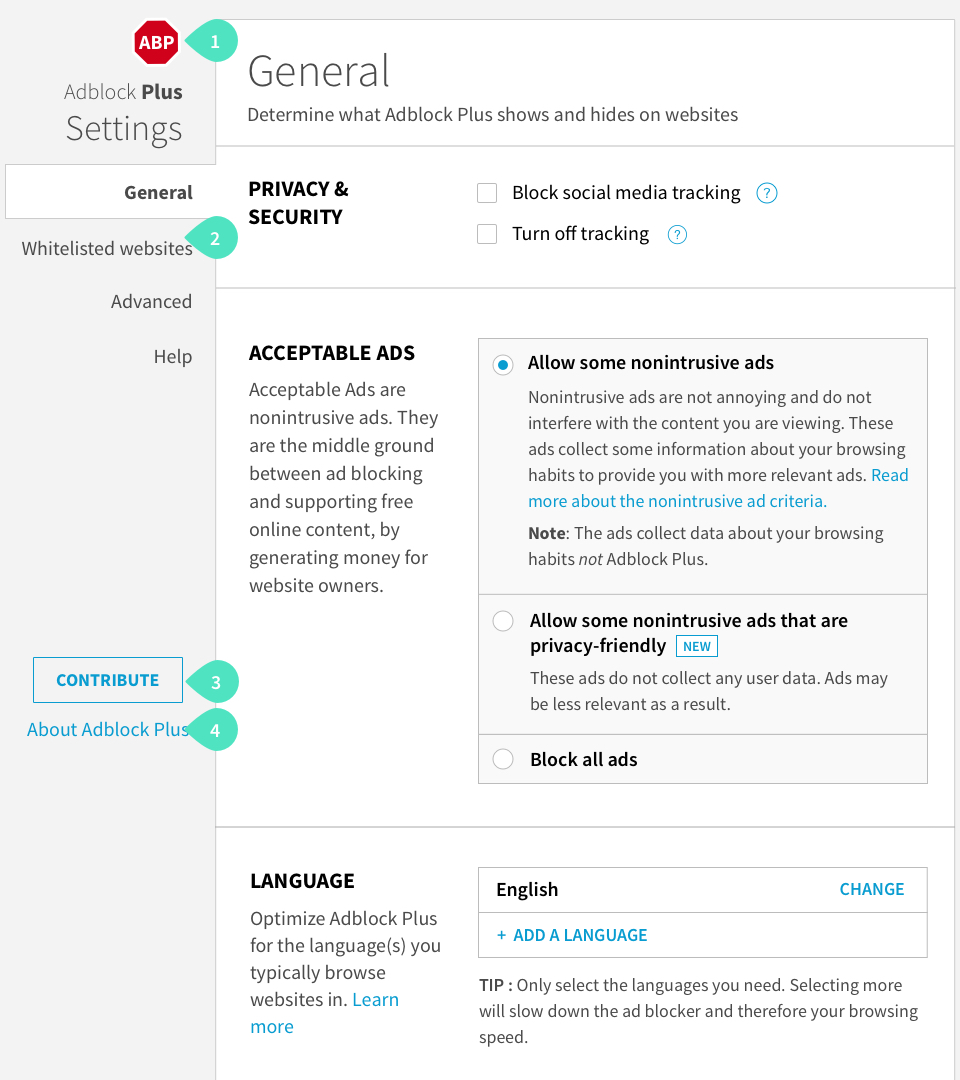 ABP
1
Adblock Plus
Settings
General
Whitelisted websites
2
Advanced
Help
CONTRIBUTE
3
About Adblock Plus
4
General
Determine what Adblock Plus shows and hides on websites
PRIVACY &
SECURITY
Block social media tracking ?
Turn off tracking ?
ACCEPTABLE ADS
Acceptable Ads are
nonintrusive ads. They
are the middle ground
between ad blocking
and supporting free
online content, by
generating money for
website owners.
Allow some nonintrusive ads
Nonintrusive ads are not annoying and do not
interfere with the content you are viewing. These
ads collect some information about your browsing
habits to provide you with more relevant ads. Read
more about the nonintrusive ad criteria.
Note: The ads collect data about your browsing
habits not Adblock Plus.
Allow some nonintrusive ads that are
privacy-friendly NEW
These ads do not collect any user data. Ads may
be less relevant as a result.
Block all ads
LANGUAGE
Optimize Adblock Plus
for the language(s) you
typically browse
websites in. Learn
more
English CHANGE
+ ADD A LANGUAGE
TIP : Only select the languages you need. Selecting more
will slow down the ad blocker and therefore your browsing
speed.